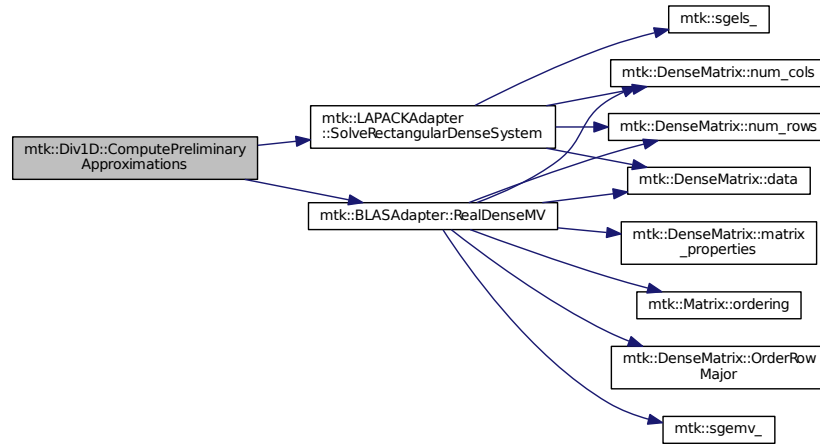 mtk::Div1D::ComputePreliminary
Approximations
mtk::LAPACKAdapter
::SolveRectangularDenseSystem
mtk::BLASAdapter::RealDenseMV
mtk::sgels_
mtk::DenseMatrix::num_cols
mtk::DenseMatrix::num_rows
mtk::DenseMatrix::data
mtk::DenseMatrix::matrix
_properties
mtk::Matrix::ordering
mtk::DenseMatrix::OrderRow
Major
mtk::sgemv_